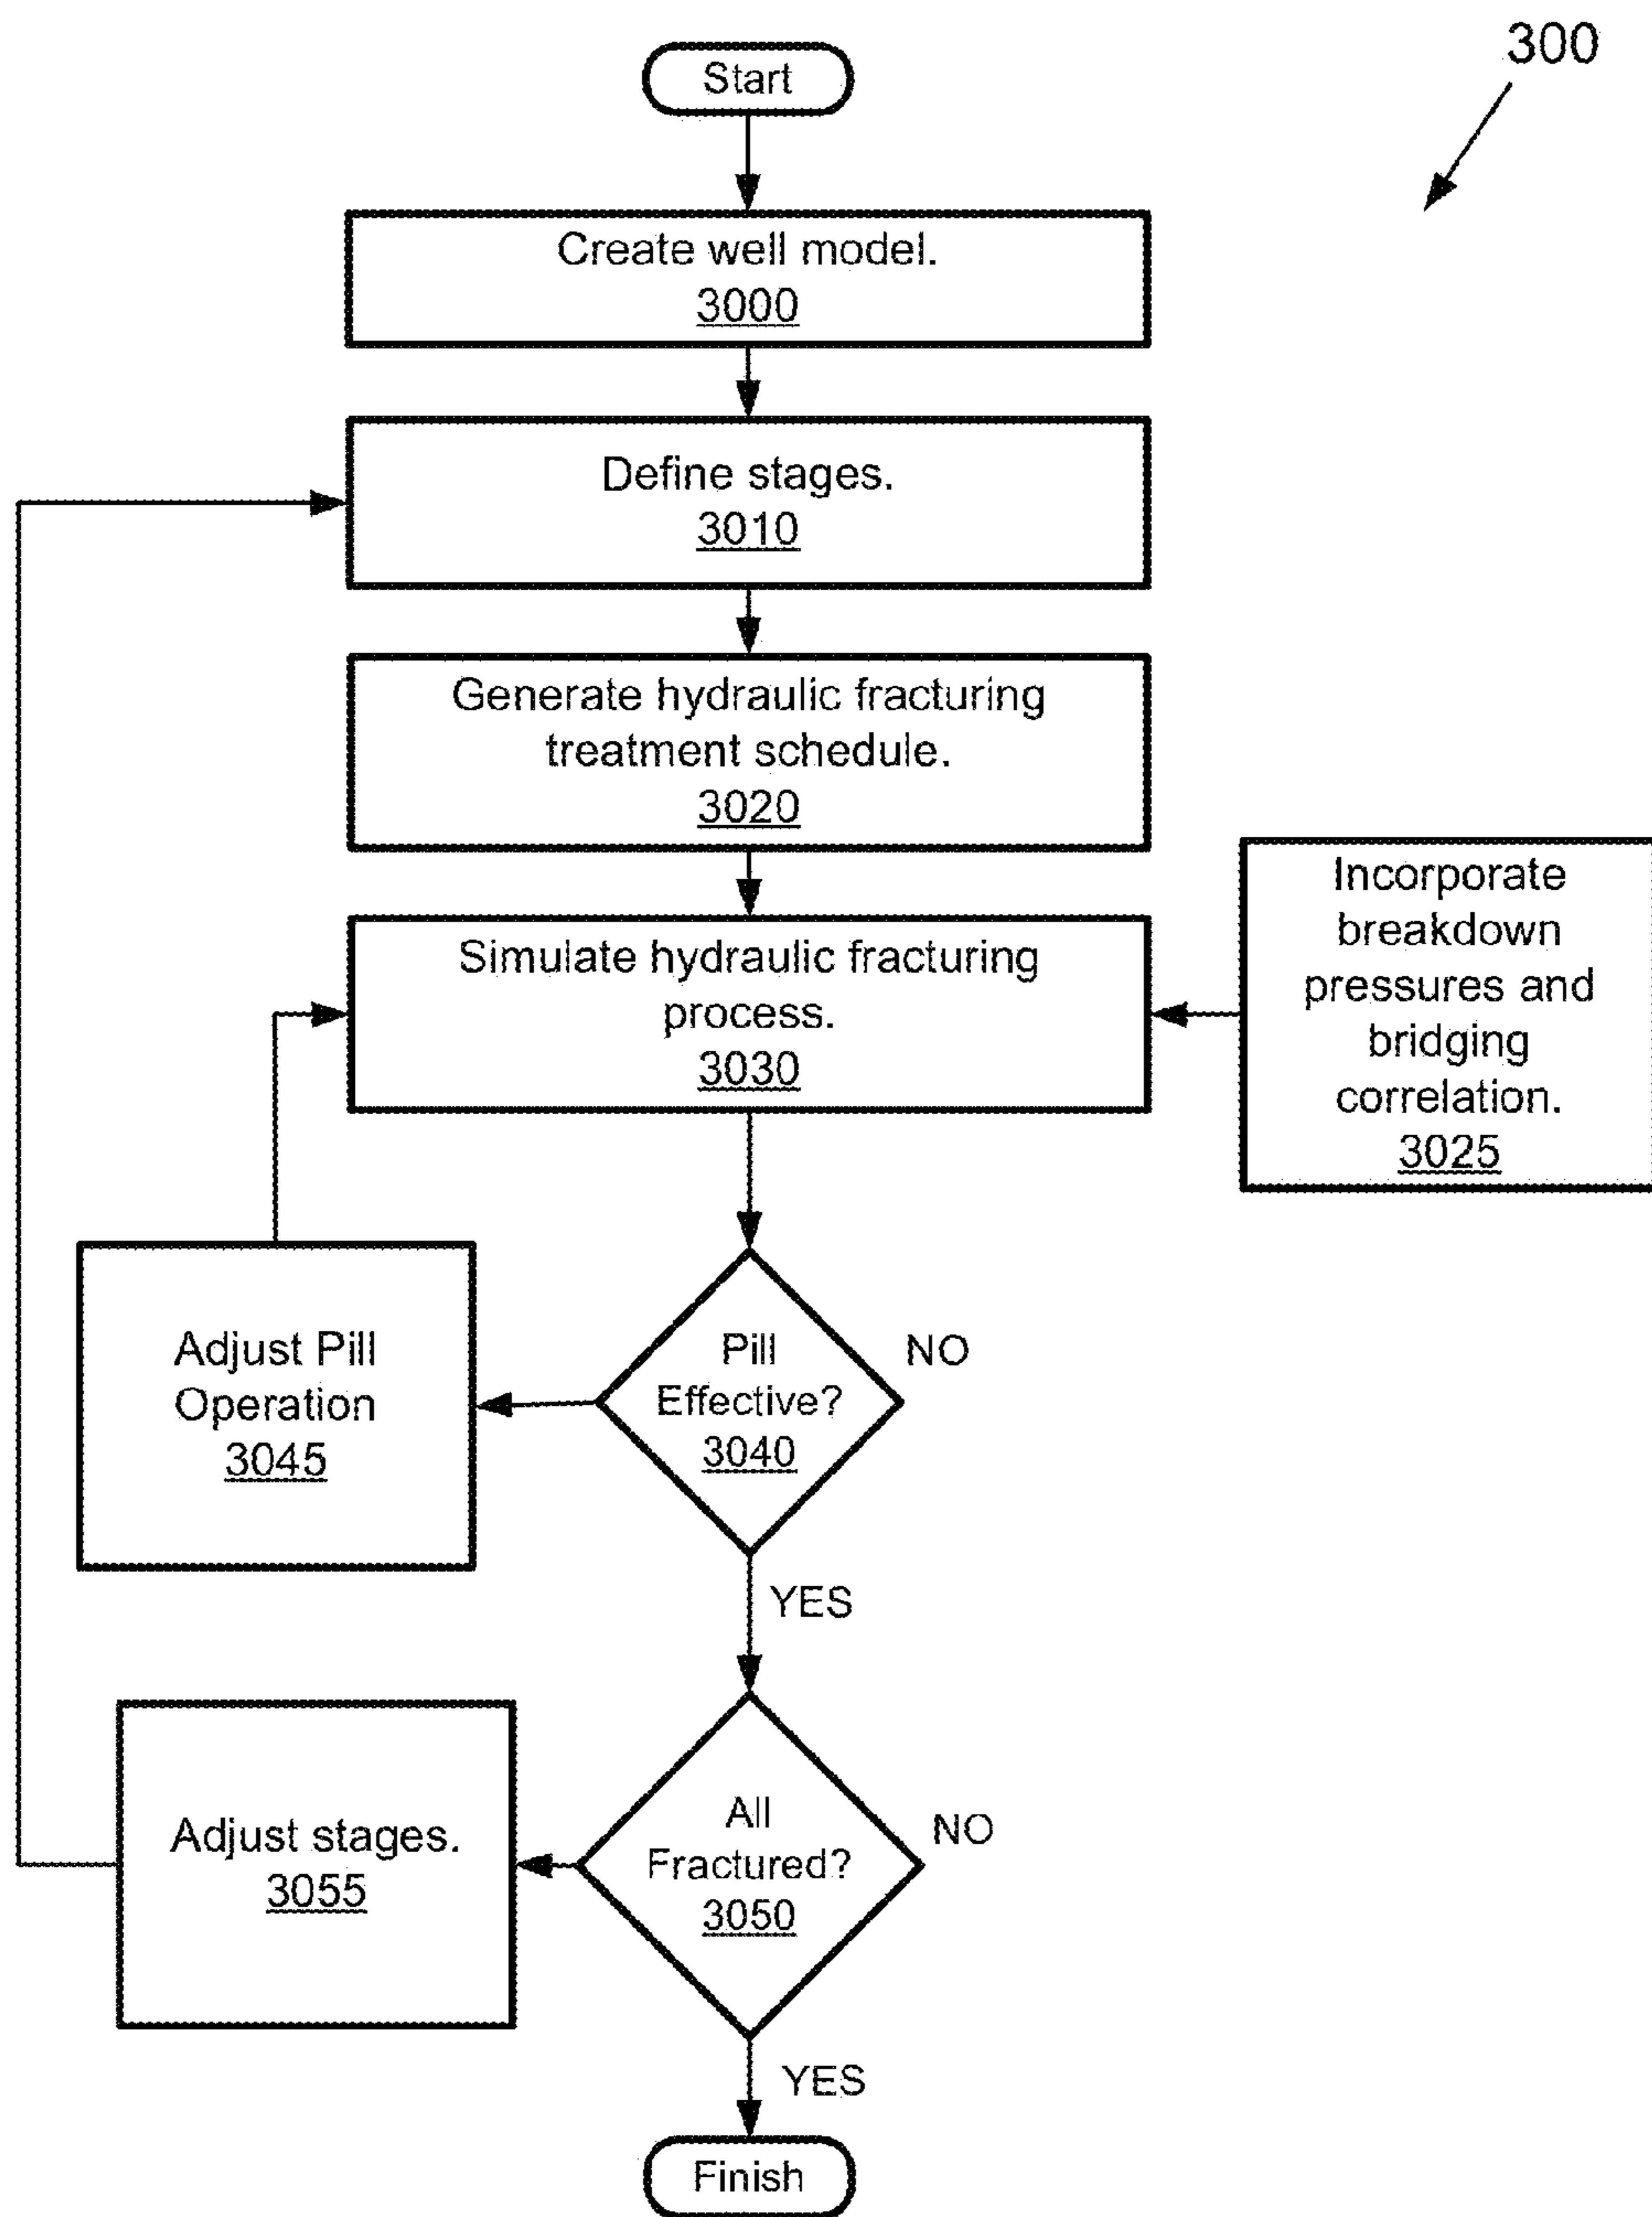 300
Start
Create well model.
3000
Define stages.
3010
Generate hydraulic fracturing
treatment schedule.
3020
Simulate hydraulic fracturing
process.
3030
Incorporate
breakdown
pressures and
bridging
correlation.
3025
Adjust Pill
Operation
3045
Pill
Effective?
3040
NO
YES
Adjust stages.
3055
All
Fractured?
3050
NO
YES
Finish